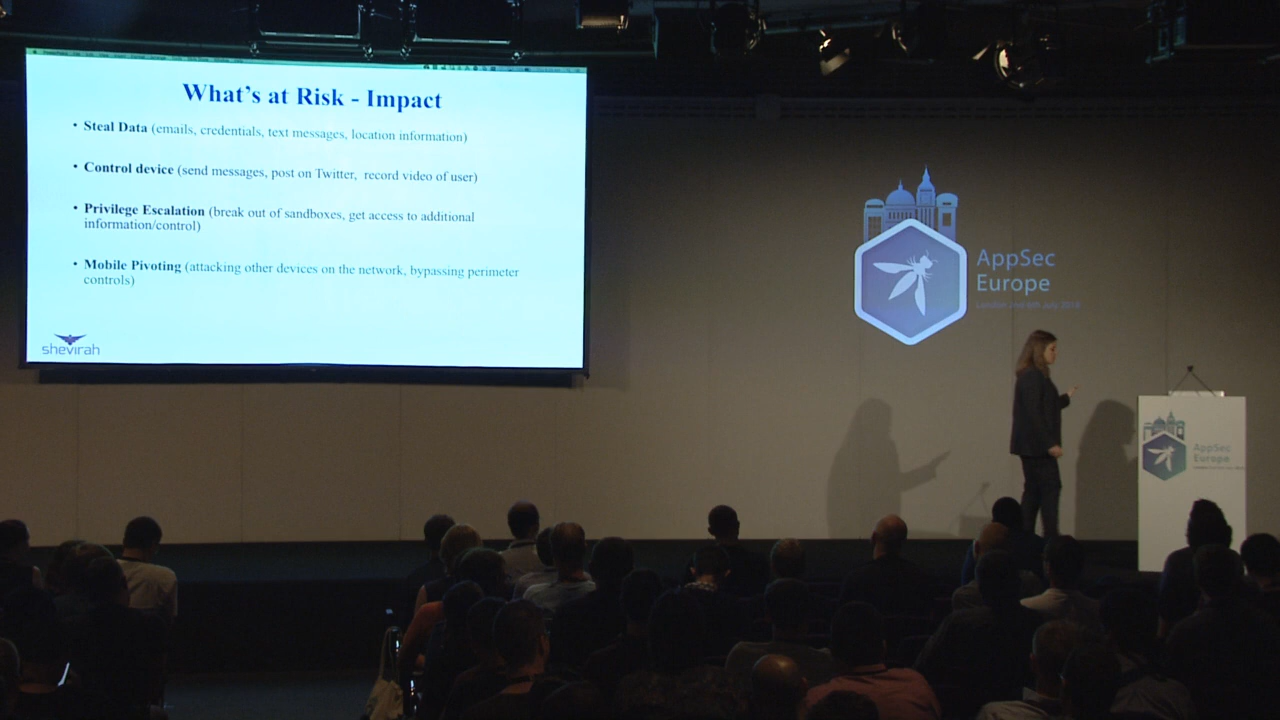 What's at Risk - Impact
• Steal Data (emails, credentials, text messages, location information)
• Control device (send messages, post on Twitter, record video of user)
• Privilege Escalation (break out of sandboxes, get access to additional
information/control)
• Mobile Pivoting (attacking other devices on the network, bypassing perimeter
controls)
shevirah
AppSec
Europe
AppSec
Europe